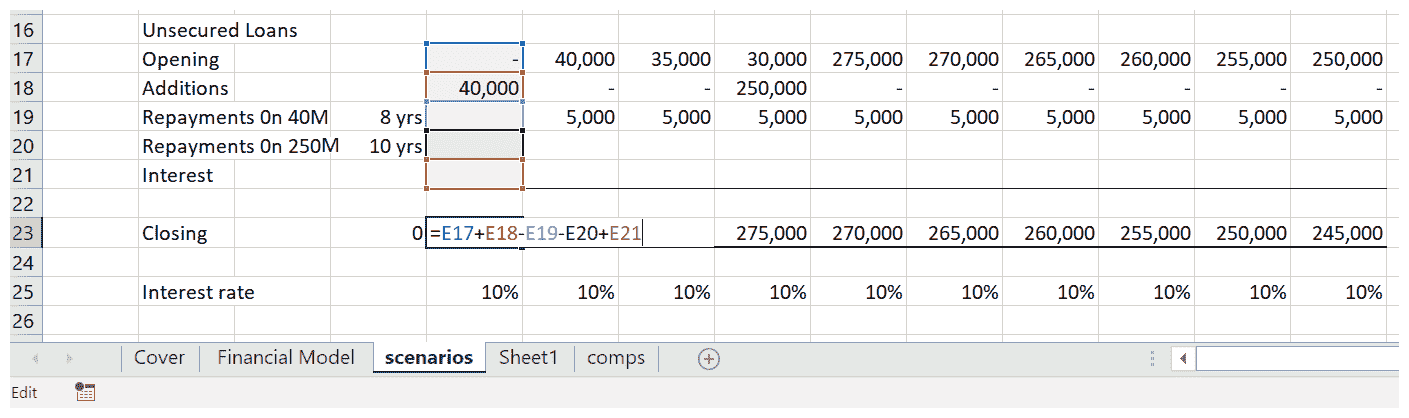 16 Unsecured Loans
17 Opening - 40,000 35,000 30,000 275,000 270,000 265,000 260,000 255,000 250,000
18 Additions 40,000 - - 250,000 - - - - - -
19 Repayments 0n 40M 8 yrs 5,000 5,000 5,000 5,000 5,000 5,000 5,000 5,000 5,000
20 Repayments 0n 250M 10 yrs
21 Interest
22
23 Closing 0 =E17+E18-E19-E20+E21 275,000 270,000 265,000 260,000 255,000 250,000 245,000
24
25 Interest rate 10% 10% 10% 10% 10% 10% 10% 10% 10% 10%
26
Cover Financial Model scenarios Sheet1 comps
Edit